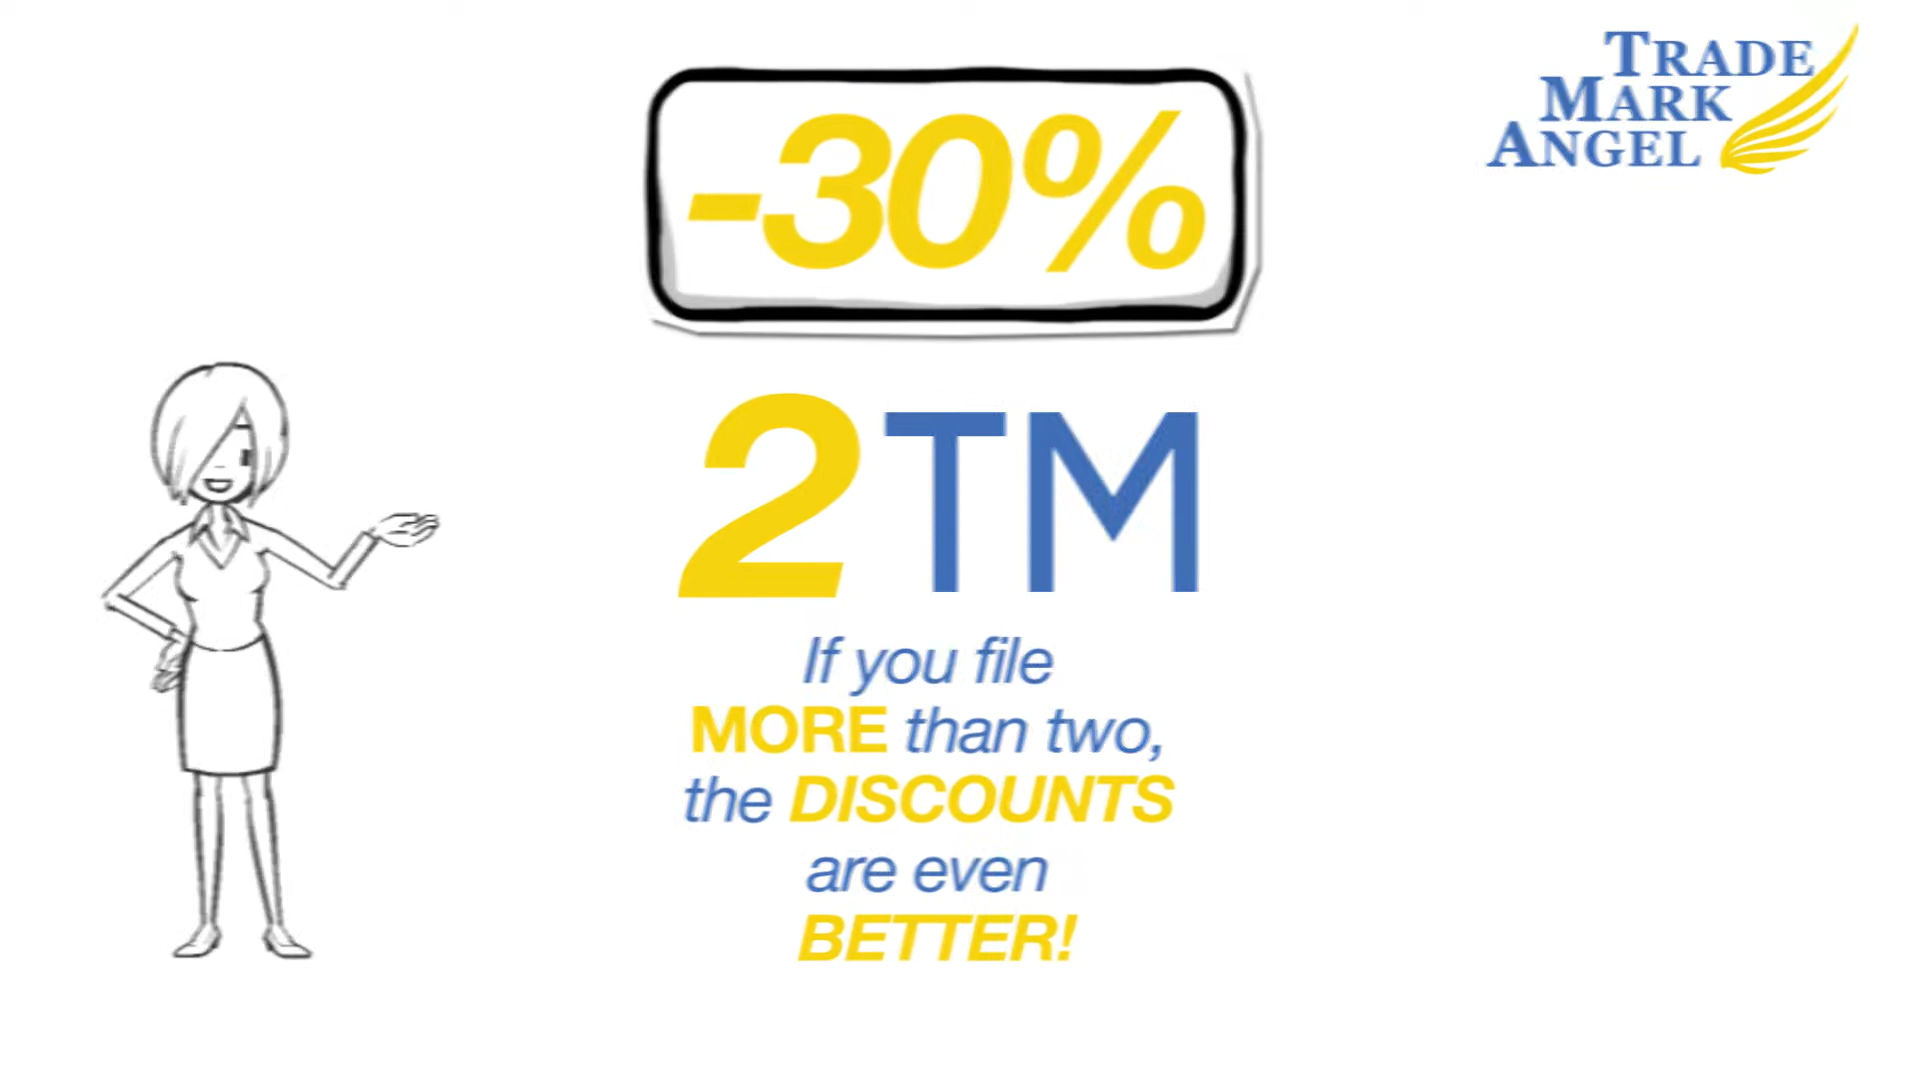 TRADE
MARK
ANGEL
-30%
2TM
If you file
MORE than two,
the DISCOUNTS
are even
BETTER!